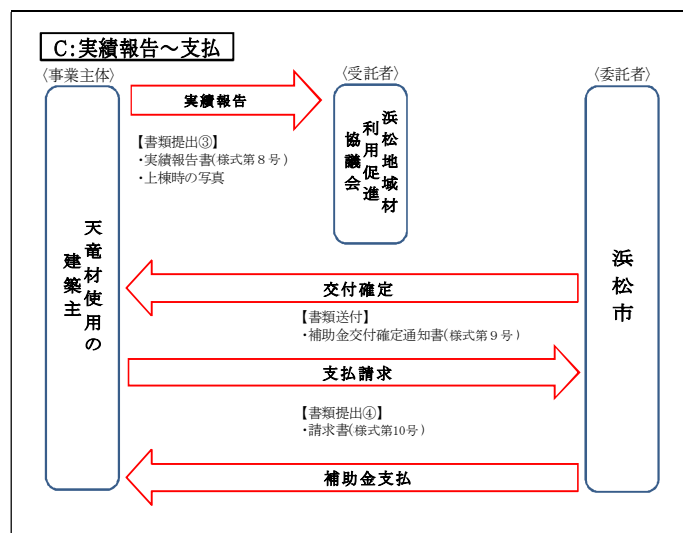 C:実績報告～支払
〈事業主体〉
〈受託者〉
〈委託者〉
実績報告
【書類提出③】
・実績報告書(様式第８号)
・上棟時の写真
浜松地域材
利用促進
協議会
天竜材使用の
建築主
浜松市
交付確定
【書類送付】
・補助金交付確定通知書(様式第９号)
支払請求
【書類提出④】
・請求書(様式第10号)
補助金支払